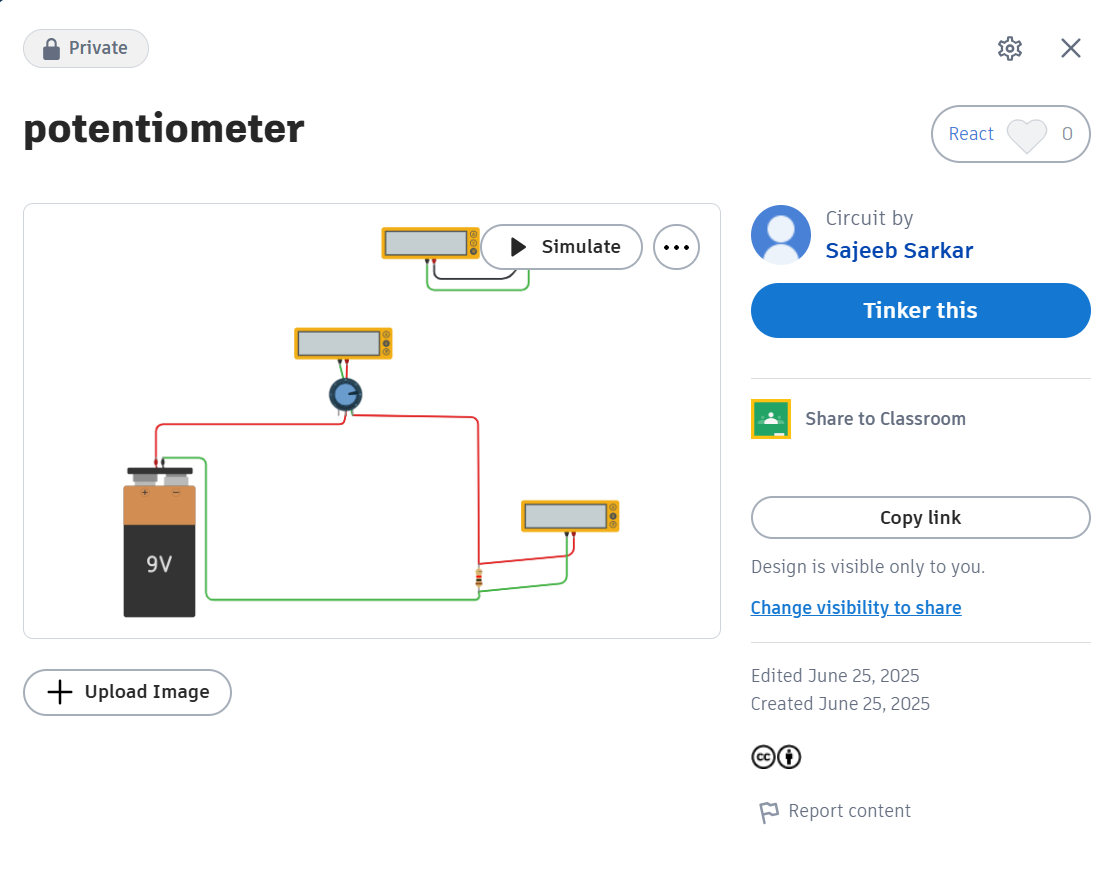 Private
potentiometer
React 0
Simulate
+ −
9V
Upload Image
Circuit by
Sajeeb Sarkar
Tinker this
Share to Classroom
Copy link
Design is visible only to you.
Change visibility to share
Edited June 25, 2025
Created June 25, 2025
cc
Report content